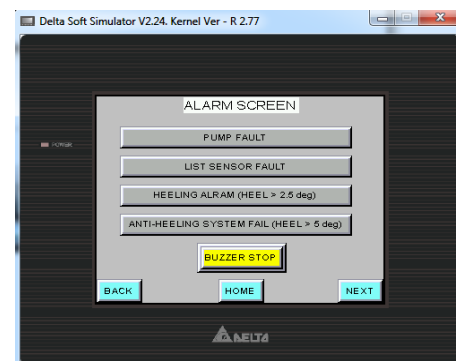 Delta Soft Simulator V2.24. Kernel Ver - R 2.77
ALARM SCREEN
POWER
PUMP FAULT
LIST SENSOR FAULT
HEELING ALRAM (HEEL > 2.5 deg)
ANTI-HEELING SYSTEM FAIL (HEEL > 5 deg)
BUZZER STOP
BACK
HOME
NEXT
DELTA